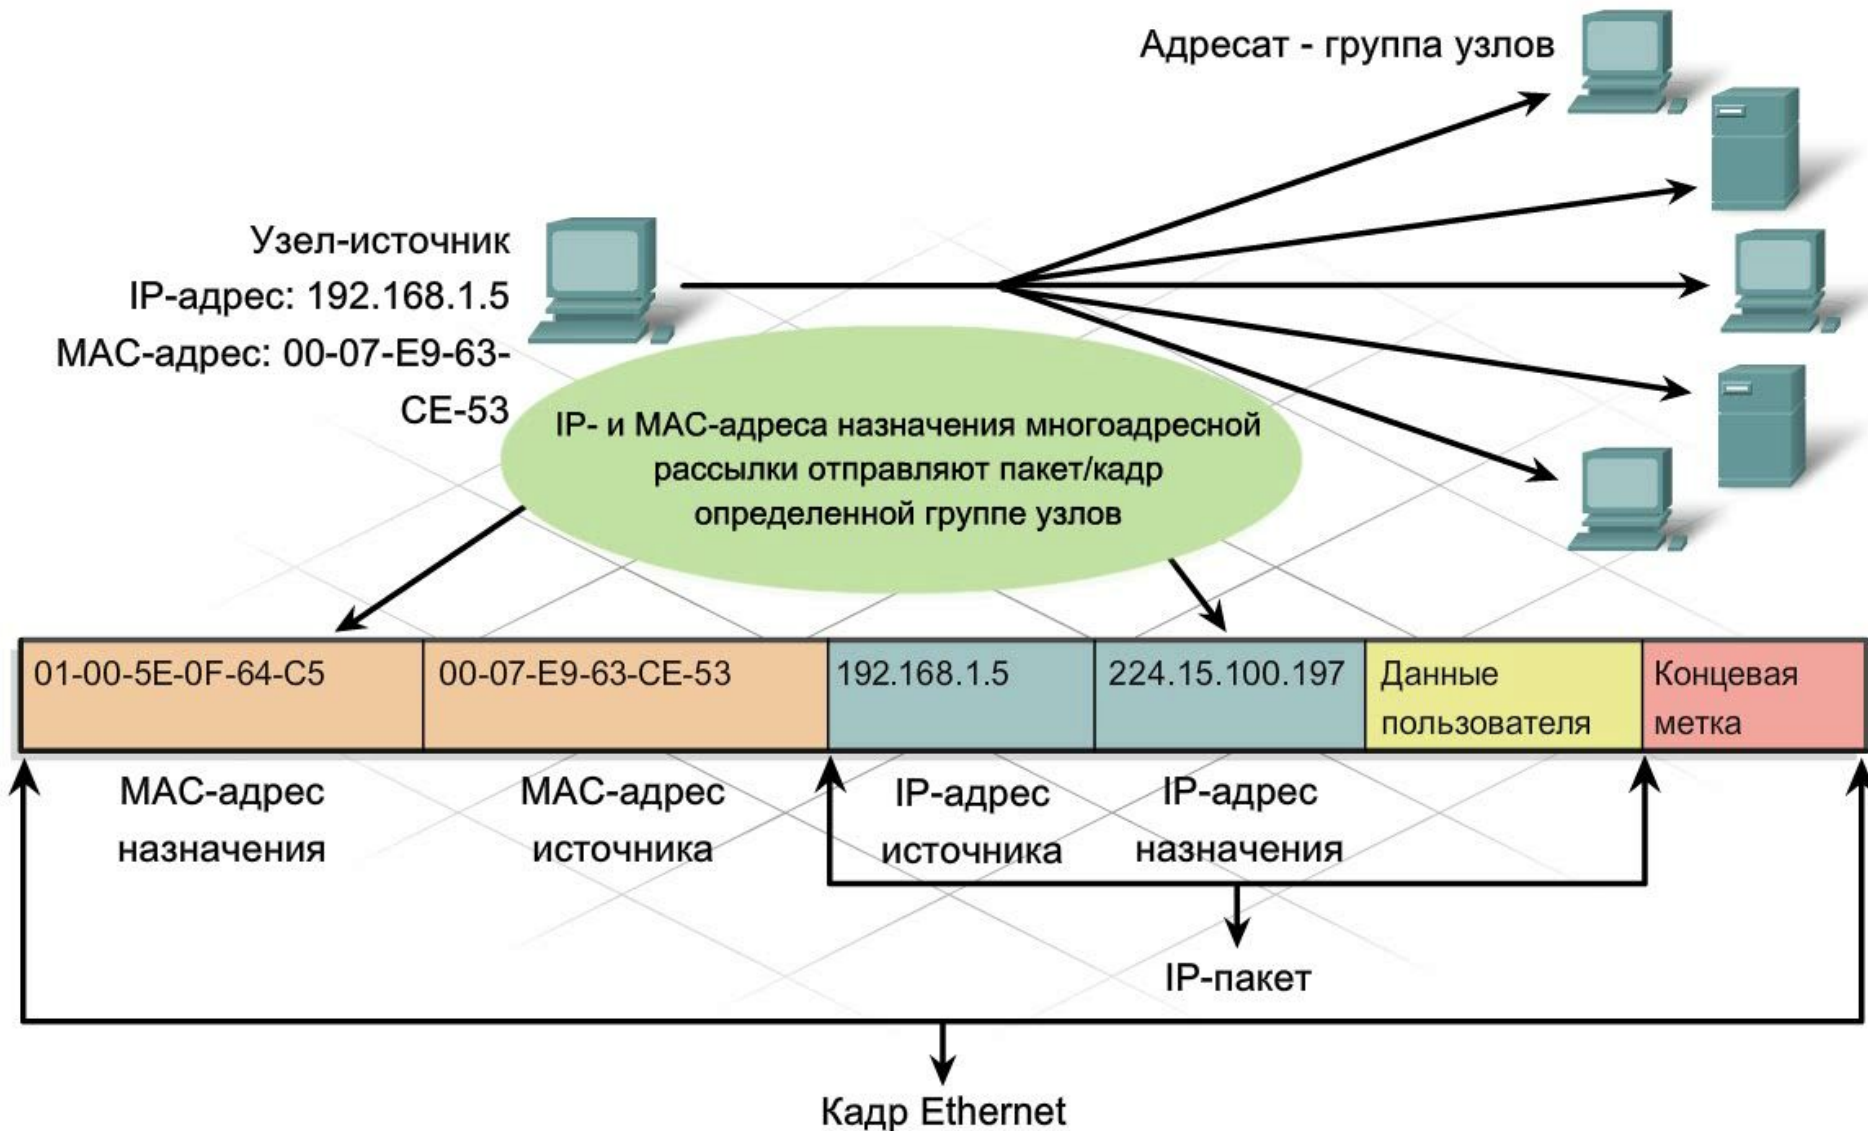 Адресат - группа узлов
Узел-источник
IP-адрес: 192.168.1.5
MAC-адрес: 00-07-E9-63-
CE-53
IP- и MAC-адреса назначения многоадресной
рассылки отправляют пакет/кадр
определенной группе узлов
01-00-5E-0F-64-C5
00-07-E9-63-CE-53
192.168.1.5
224.15.100.197
Данные
пользователя
Концевая
метка
MAC-адрес
назначения
MAC-адрес
источника
IP-адрес
источника
IP-адрес
назначения
IP-пакет
Кадр Ethernet